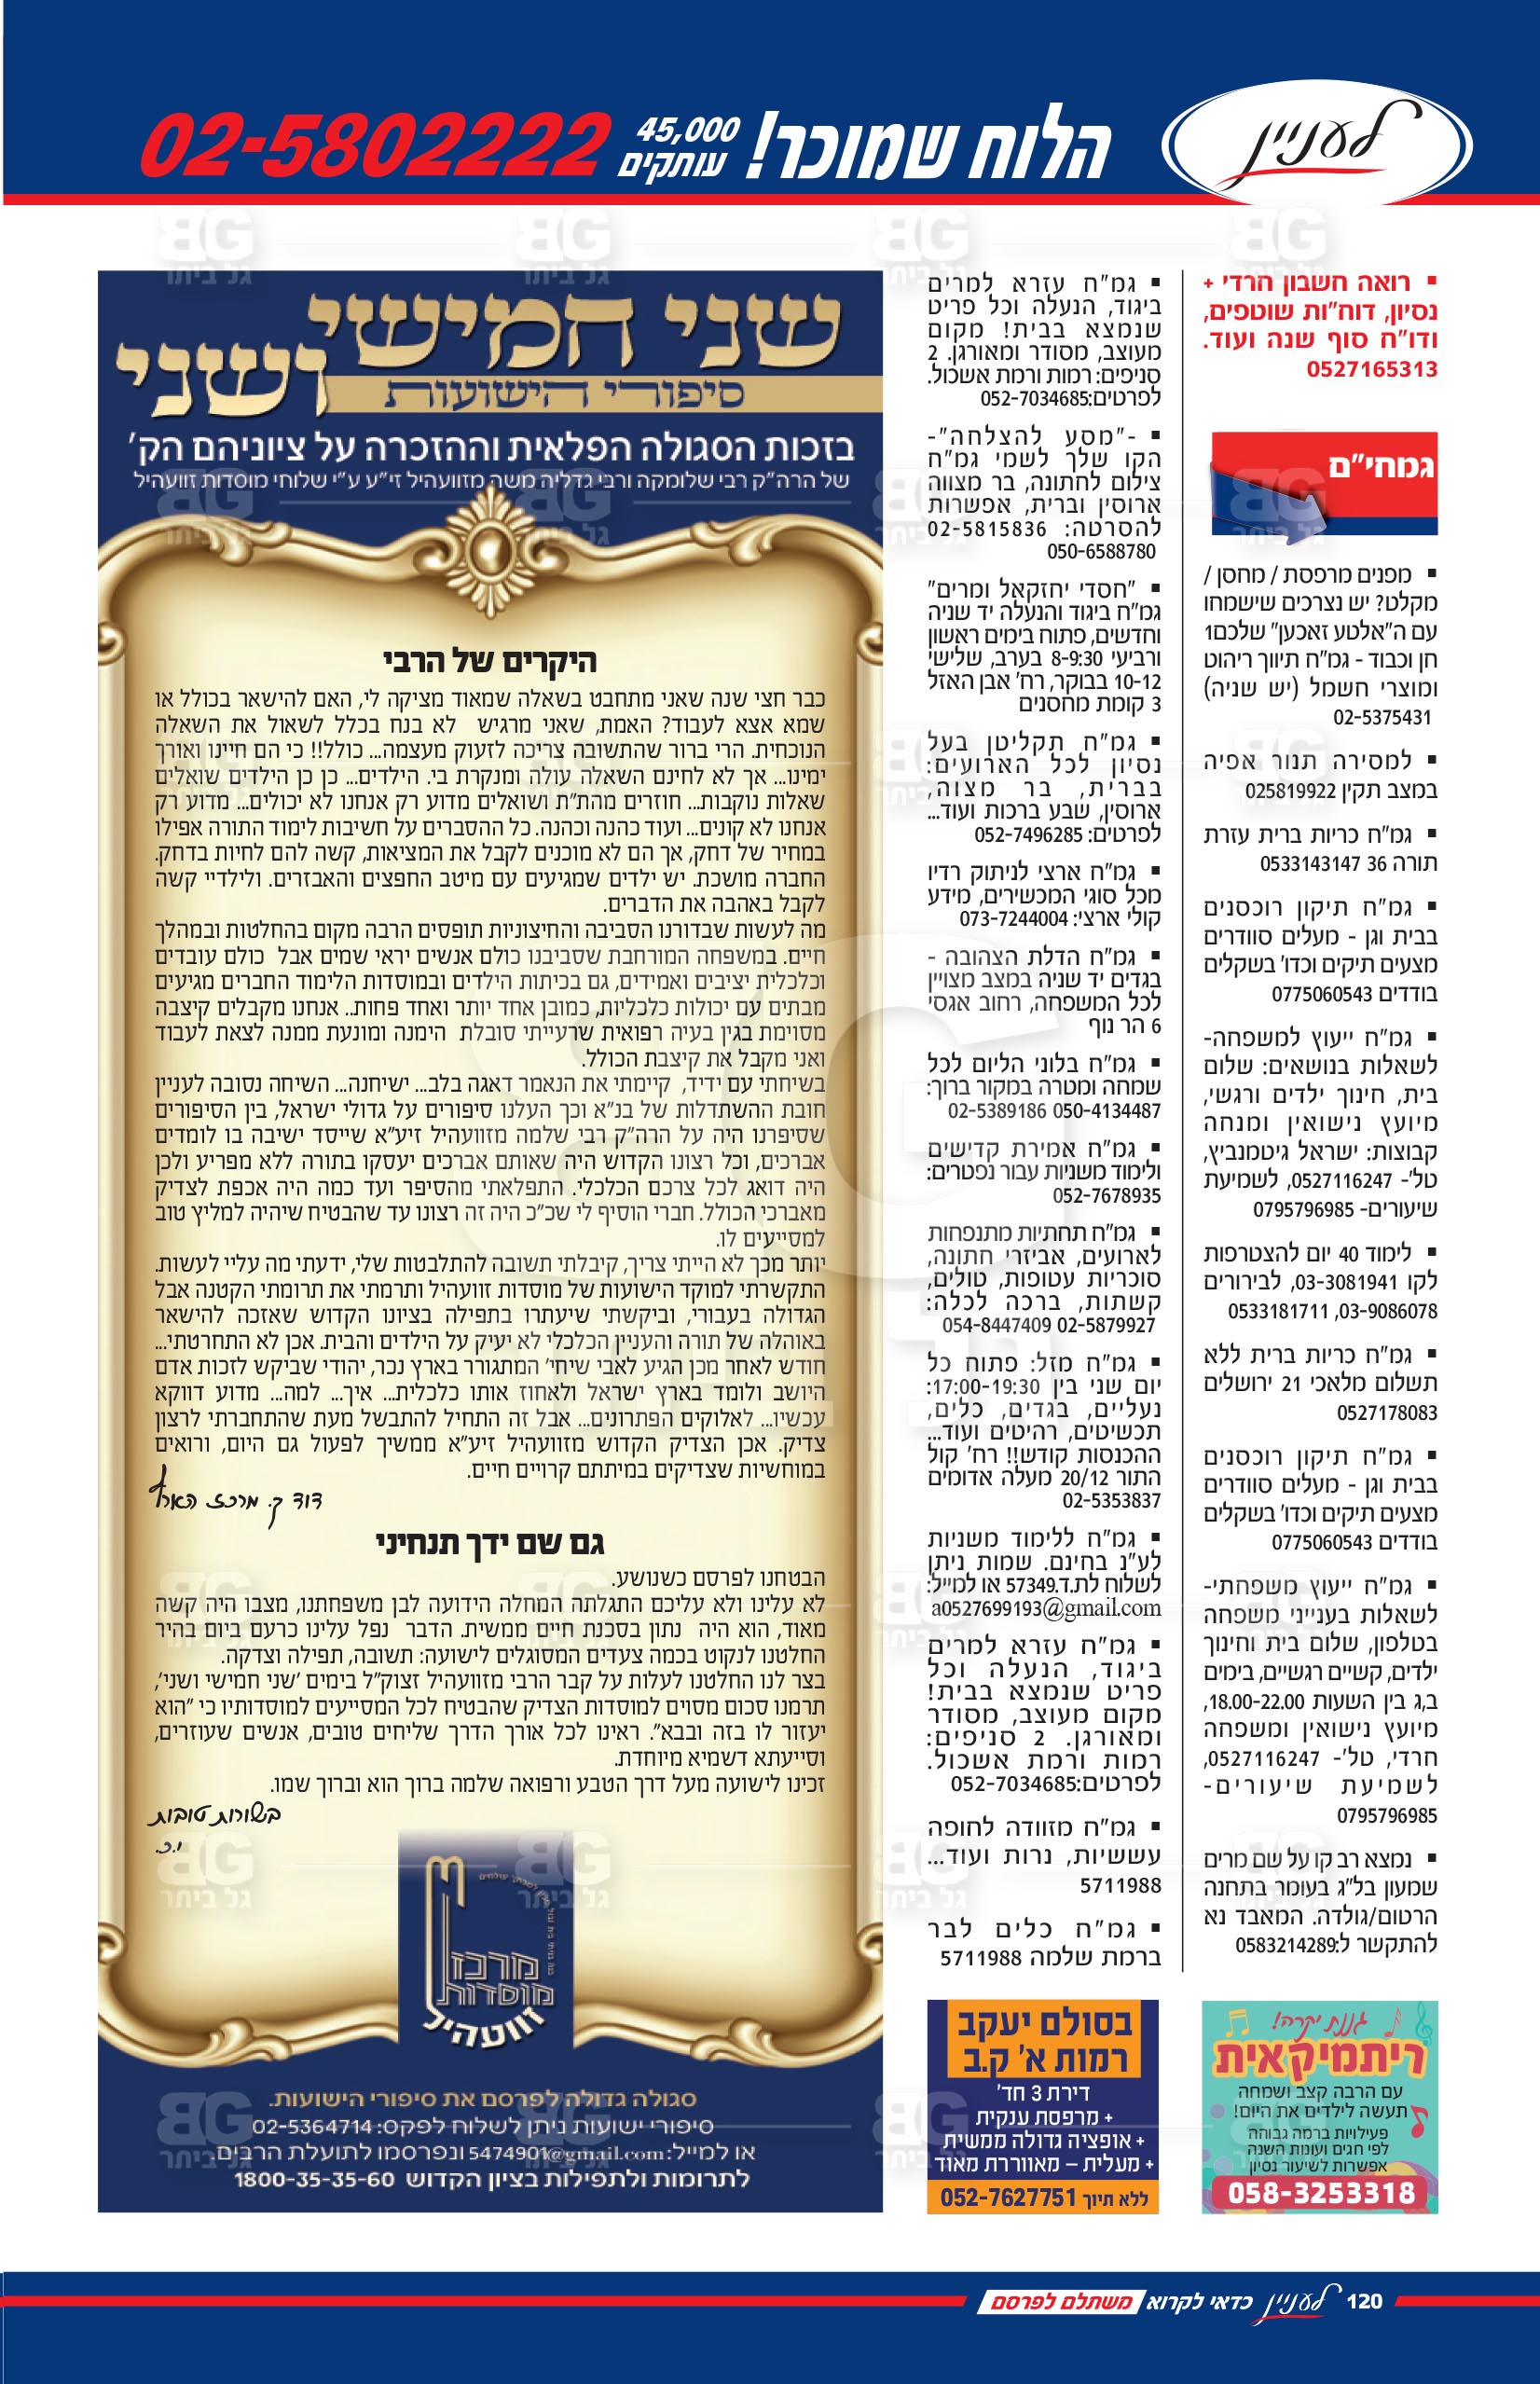 לעניין
הלוח שמוכר!
45,000
עותקים
02-5802222
▪ רואה חשבון חרדי +
נסיון, דוח"ות שוטפים,
ודו"ח סוף שנה ועוד.
0527165313
גמחי"ם
▪ מפנים מרפסת / מחסן /
מקלט? יש נצרכים שישמחו
עם ה"אלטע זאכען" שלכם1
חן וכבוד - גמ"ח תיווך ריהוט
ומוצרי חשמל (יש שניה)
02-5375431
▪ למסירה תנור אפיה
במצב תקין 025819922
▪ גמ"ח כריות ברית עזרת
תורה 36 0533143147
▪ גמ"ח תיקון רוכסנים
בבית וגן - מעלים סוודרים
מצעים תיקים וכדו' בשקלים
בודדים 0775060543
▪ גמ"ח ייעוץ למשפחה-
לשאלות בנושאים: שלום
בית, חינוך ילדים ורגשי,
מיועץ נישואין ומנחה
קבוצות: ישראל גיטמנביץ,
טל'- 0527116247, לשמיעת
שיעורים- 0795796985
▪ לימוד 40 יום להצטרפות
לקו 03-3081941, לבירורים
03-9086078, 0533181711
▪ גמ"ח כריות ברית ללא
תשלום מלאכי 21 ירושלים
0527178083
▪ גמ"ח תיקון רוכסנים
בבית וגן - מעלים סוודרים
מצעים תיקים וכדו' בשקלים
בודדים 0775060543
▪ גמ"ח ייעוץ משפחתי-
לשאלות בענייני משפחה
בטלפון, שלום בית וחינוך
ילדים, קשיים רגשיים, בימים
ב,ג בין השעות 18.00-22.00,
מיועץ נישואין ומשפחה
חרדי, טל'- 0527116247,
לשמיעת שיעורים-
0795796985
▪ נמצא רב קו על שם מרים
שמעון בל"ג בעומר בתחנה
הרטום/גולדה. המאבד נא
להתקשר ל:0583214289
גננת יקרה!
ריתמיקאית
עם הרבה קצב ושמחה
תעשה לילדים את היום!
פעילויות ברמה גבוהה
לפי חגים ועונות השנה
אפשרות לשיעור נסיון
058-3253318
▪ גמ"ח עזרא למרים
ביגוד, הנעלה וכל פריט
שנמצא בבית! מקום
מעוצב, מסודר ומאורגן. 2
סניפים: רמות ורמת אשכול.
לפרטים:052-7034685
▪ -"מסע להצלחה"-
הקו שלך לשמי גמ"ח
צילום לחתונה, בר מצווה
ארוסין וברית, אפשרות
להסרטה: 02-5815836
050-6588780
▪ "חסדי יחזקאל ומרים"
גמ"ח ביגוד והנעלה יד שניה
וחדשים, פתוח בימים ראשון
ורביעי 8-9:30 בערב, שלישי
10-12 בבוקר, רח' אבן האזל
3 קומת מחסנים
▪ גמ"ח תקליטן בעל
נסיון לכל הארועים:
בברית, בר מצוה,
ארוסין, שבע ברכות ועוד...
לפרטים: 052-7496285
▪ גמ"ח ארצי לניתוק רדיו
מכל סוגי המכשירים, מידע
קולי ארצי: 073-7244004
▪ גמ"ח הדלת הצהובה -
בגדים יד שניה במצב מצויין
לכל המשפחה, רחוב אגסי
6 הר נוף
▪ גמ"ח בלוני הליום לכל
שמחה ומטרה במקור ברוך:
02-5389186 050-4134487
▪ גמ"ח אמירת קדישים
ולימוד משניות עבור נפטרים:
052-7678935
▪ גמ"ח תחתיות מתנפחות
לארועים, אביזרי חתונה,
סוכריות עטופות, טולים,
קשתות, ברכה לכלה:
054-8447409 02-5879927
▪ גמ"ח מזל: פתוח כל
יום שני בין 17:00-19:30:
נעליים, בגדים, כלים,
תכשיטים, רהיטים ועוד...
ההכנסות קודש!! רח' קול
התור 20/12 מעלה אדומים
02-5353837
▪ גמ"ח ללימוד משניות
לע"נ בחינם. שמות ניתן
לשלוח לת.ד.57349 או למייל:
a0527699193@gmail.com
▪ גמ"ח עזרא למרים
ביגוד, הנעלה וכל
פריט שנמצא בבית!
מקום מעוצב, מסודר
ומאורגן. 2 סניפים:
רמות ורמת אשכול.
לפרטים:052-7034685
▪ גמ"ח מזוודה לחופה
עששיות, נרות ועוד...
5711988
▪ גמ"ח כלים לבר
ברמת שלמה 5711988
בסולם יעקב
רמות א' ק.ב
דירת 3 חד'
+ מרפסת ענקית
+ אופציה גדולה ממשית
+ מעלית – מאווררת מאוד
ללא תיוך 052-7627751
שני חמישי ושני
סיפורי הישועות
בזכות הסגולה הפלאית וההזכרה על ציוניהם הק'
של הרה"ק רבי שלומקה ורבי גדליה משה מזוועהיל זי"ע ע"י שלוחי מוסדות זוועהיל
היקרים של הרבי
כבר חצי שנה שאני מתחבט בשאלה שמאוד מציקה לי, האם להישאר בכולל או
שמא אצא לעבוד? האמת, שאני מרגיש לא בנח בכלל לשאול את השאלה
הנוכחית. הרי ברור שהתשובה צריכה לזעוק מעצמה... כולל!! כי הם חיינו ואורך
ימינו... אך לא לחינם השאלה עולה ומנקרת בי. הילדים... כן כן הילדים שואלים
שאלות נוקבות... חוזרים מהת"ת ושואלים מדוע רק אנחנו לא יכולים... מדוע רק
אנחנו לא קונים... ועוד כהנה וכהנה. כל ההסברים על חשיבות לימוד התורה אפילו
במחיר של דחק, אך הם לא מוכנים לקבל את המציאות, קשה להם לחיות בדחק.
החברה מושכת. יש ילדים שמגיעים עם מיטב החפצים והאבזרים. ולילדיי קשה
לקבל באהבה את הדברים.
מה לעשות שבדורנו הסביבה והחיצוניות תופסים הרבה מקום בהחלטות ובמהלך
חיים. במשפחה המורחבת שסביבנו כולם אנשים יראי שמים אבל כולם עובדים
וכלכלית יציבים ואמידים, גם בכיתות הילדים ובמוסדות הלימוד החברים מגיעים
מבתים עם יכולות כלכליות, כמובן אחד יותר ואחד פחות.. אנחנו מקבלים קיצבה
מסוימת בגין בעיה רפואית שרעייתי סובלת הימנה ומונעת ממנה לצאת לעבוד
ואני מקבל את קיצבת הכולל.
בשיחתי עם ידיד, קיימתי את הנאמר דאגה בלב... ישיחנה... השיחה נסובה לעניין
חובת ההשתדלות של בנ"א וכך העלנו סיפורים על גדולי ישראל, בין הסיפורים
שסיפרנו היה על הרה"ק רבי שלמה מזוועהיל זיע"א שייסד ישיבה בו לומדים
אברכים, וכל רצונו הקדוש היה שאותם אברכים יעסקו בתורה ללא מפריע ולכן
היה דואג לכל צרכם הכלכלי. התפלאתי מהסיפר ועד כמה היה אכפת לצדיק
מאברכי הכולל. חברי הוסיף לי שכ"כ היה זה רצונו עד שהבטיח שיהיה למליץ טוב
למסייעים לו.
יותר מכך לא הייתי צריך, קיבלתי תשובה להתלבטות שלי, ידעתי מה עליי לעשות.
התקשרתי למוקד הישועות של מוסדות זוועהיל ותרמתי את תרומתי הקטנה אבל
הגדולה בעבורי, וביקשתי שיעתרו בתפילה בציונו הקדוש שאזכה להישאר
באוהלה של תורה והעניין הכלכלי לא יעיק על הילדים והבית. אכן לא התחרטתי...
חודש לאחר מכן הגיע לאבי שיחי' המתגורר בארץ נכר, יהודי שביקש לזכות אדם
היושב ולומד בארץ ישראל ולאחוז אותו כלכלית... איך... למה... מדוע דווקא
עכשיו... לאלוקים הפתרונים... אבל זה התחיל להתבשל מעת שהתחברתי לרצון
צדיק. אכן הצדיק הקדוש מזוועהיל זיע"א ממשיך לפעול גם היום, ורואים
במוחשיות שצדיקים במיתתם קרויים חיים.
דוד ק. מרכז הארץ
גם שם ידך תנחיני
הבטחנו לפרסם כשנושע.
לא עלינו ולא עליכם התגלתה המחלה הידועה לבן משפחתנו, מצבו היה קשה
מאוד, הוא היה נתון בסכנת חיים ממשית. הדבר נפל עלינו כרעם ביום בהיר
החלטנו לנקוט בכמה צעדים המסוגלים לישועה: תשובה, תפילה וצדקה.
בצר לנו החלטנו לעלות על קבר הרבי מזוועהיל זצוק"ל בימים 'שני חמישי ושני',
תרמנו סכום מסוים למוסדות הצדיק שהבטיח לכל המסייעים למוסדותיו כי "הוא
יעזור לו בזה ובבא". ראינו לכל אורך הדרך שליחים טובים, אנשים שעוזרים,
וסייעתא דשמיא מיוחדת.
זכינו לישועה מעל דרך הטבע ורפואה שלמה ברוך הוא וברוך שמו.
בשורות טובות
י.כ.
מרכז
מוסדות
זוועהיל
סגולה גדולה לפרסם את סיפורי הישועות.
סיפורי ישועות ניתן לשלוח לפקס: 02-5364714
או למייל: 5474901@gmail.com ונפרסמו לתועלת הרבים.
לתרומות ולתפילות בציון הקדוש 1800-35-35-60
120 לעניין כדאי לקרוא משתלם לפרסם